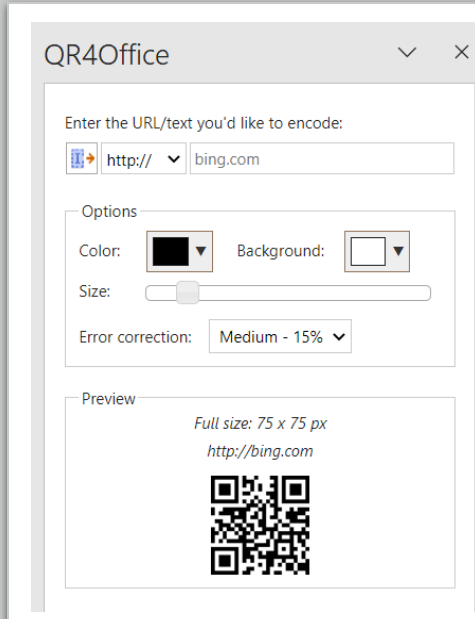 QR4Office
Enter the URL/text you'd like to encode:
http:// bing.com
Options
Color: Background:
Size:
Error correction: Medium - 15%
Preview
Full size: 75 x 75 px
http://bing.com